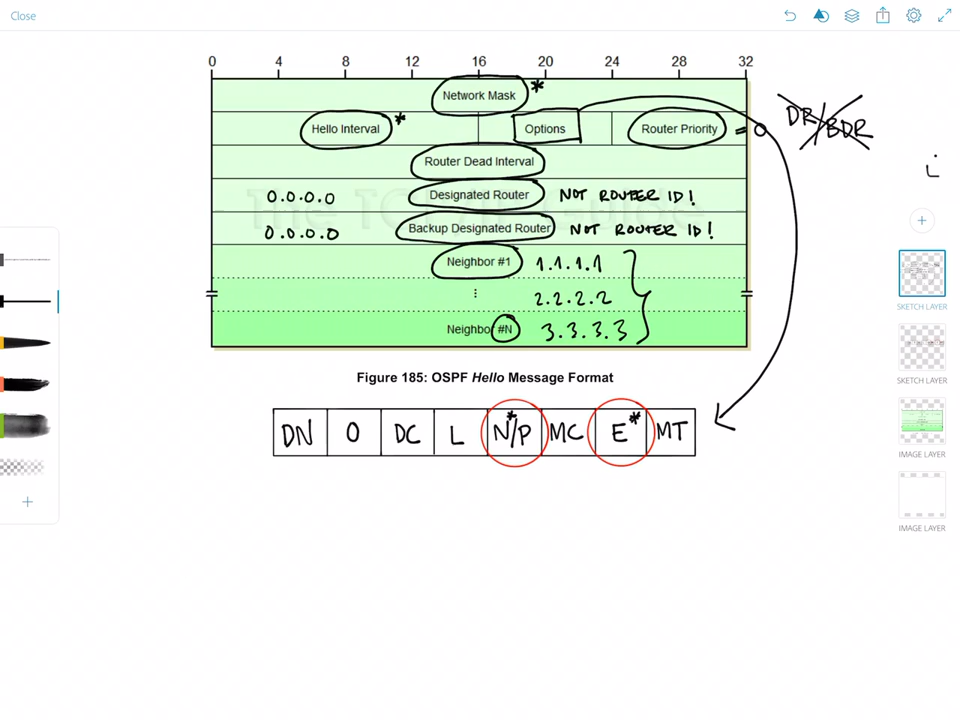 Close
0 4 8 12 16 20 24 28 32
Network Mask *
Hello Interval * Options Router Priority = 0 DR/BDR
Router Dead Interval
0.0.0.0 Designated Router NOT ROUTER ID!
0.0.0.0 Backup Designated Router NOT ROUTER ID!
Neighbor #1 1.1.1.1
2.2.2.2
Neighbor #N 3.3.3.3
Figure 185: OSPF Hello Message Format
DN O DC L N/P* MC E* MT
SKETCH LAYER
SKETCH LAYER
IMAGE LAYER
IMAGE LAYER